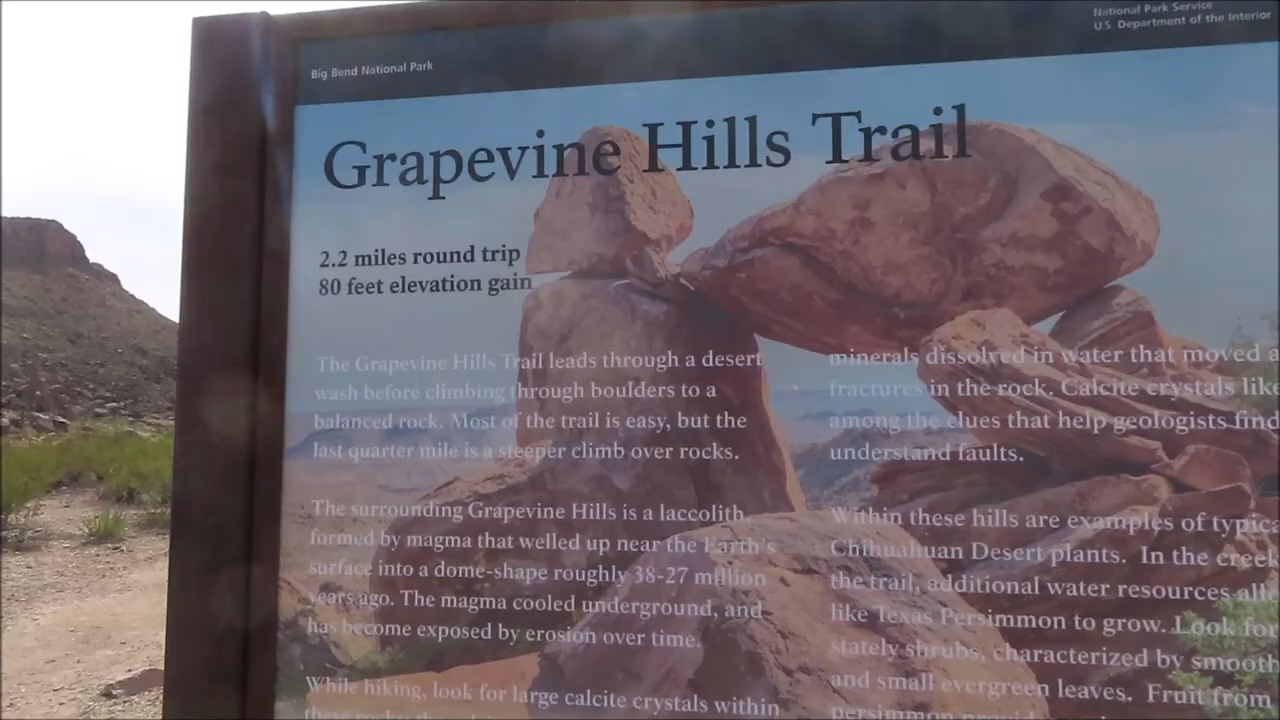 National Park Service
U.S. Department of the Interior
Big Bend National Park
Grapevine Hills Trail
2.2 miles round trip
80 feet elevation gain
The Grapevine Hills Trail leads through a desert
wash before climbing through boulders to a
balanced rock. Most of the trail is easy, but the
last quarter mile is a steeper climb over rocks.
The surrounding Grapevine Hills is a laccolith,
formed by magma that welled up near the Earth's
surface into a dome-shape roughly 38-27 million
years ago. The magma cooled underground, and
has become exposed by erosion over time.
While hiking, look for large calcite crystals within
these rocks
minerals dissolved in water that moved a
fractures in the rock. Calcite crystals like
among the clues that help geologists find
understand faults.
Within these hills are examples of typica
Chihuahuan Desert plants. In the creek
the trail, additional water resources allo
like Texas Persimmon to grow. Look for
stately shrubs, characterized by smooth
and small evergreen leaves. Fruit from
persimmon